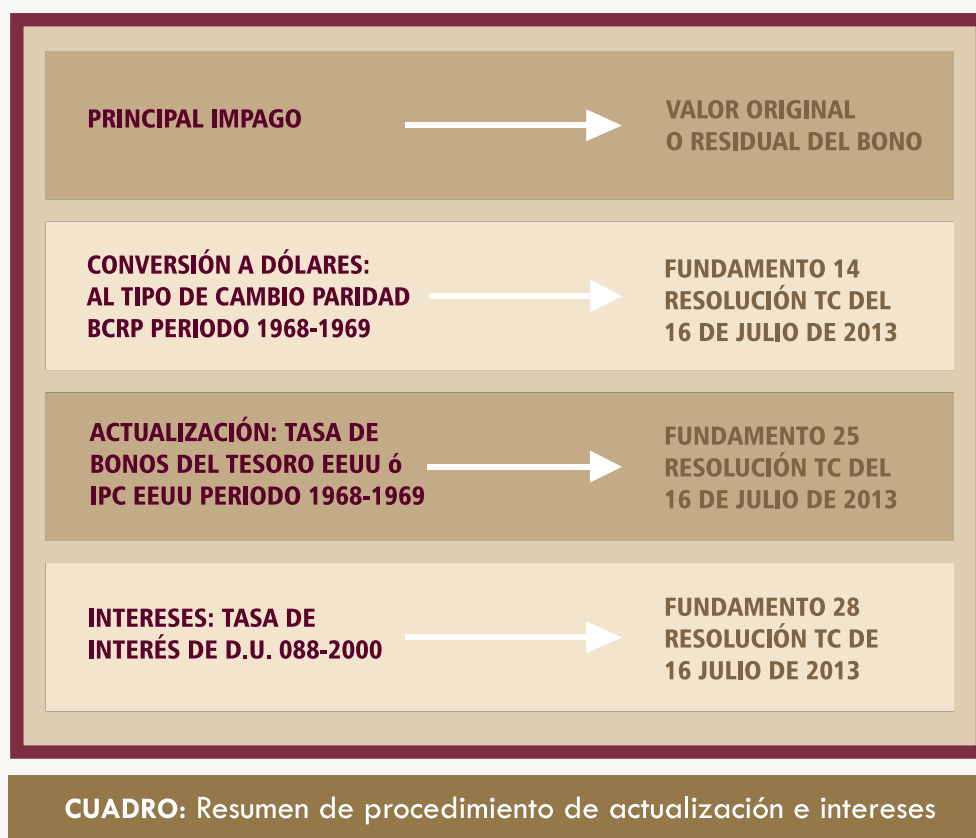 PRINCIPAL IMPAGO
VALOR ORIGINAL
O RESIDUAL DEL BONO
CONVERSIÓN A DÓLARES:
AL TIPO DE CAMBIO PARIDAD
BCRP PERIODO 1968-1969
FUNDAMENTO 14
RESOLUCIÓN TC DEL
16 DE JULIO DE 2013
ACTUALIZACIÓN: TASA DE
BONOS DEL TESORO EEUU ó
IPC EEUU PERIODO 1968-1969
FUNDAMENTO 25
RESOLUCIÓN TC DEL
16 DE JULIO DE 2013
INTERESES: TASA DE
INTERÉS DE D.U. 088-2000
FUNDAMENTO 28
RESOLUCIÓN TC DE
16 JULIO DE 2013
CUADRO: Resumen de procedimiento de actualización e intereses